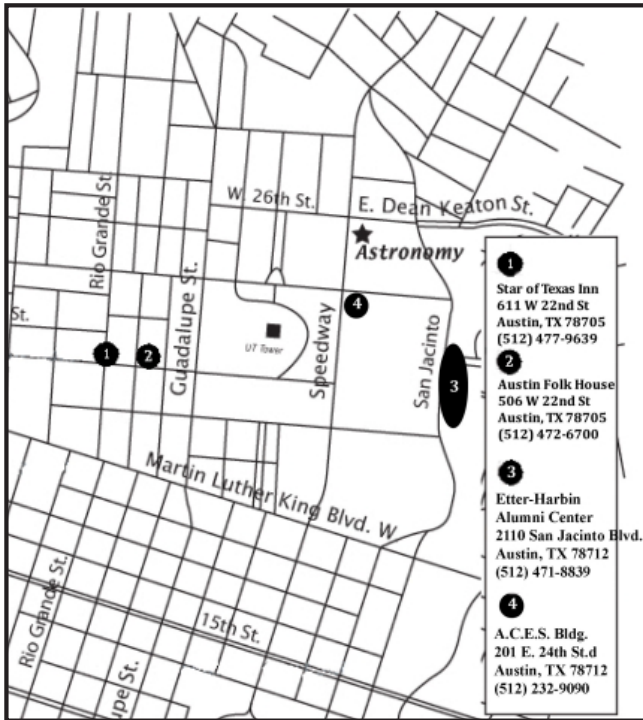 W. 26th St.
E. Dean Keaton St.
Rio Grande St.
Astronomy
Guadalupe St.
St.
UT Tower
Speedway
San Jacinto
1
2
3
4
Martin Luther King Blvd. W
15th St.
Rio Grande St.
upe St.
1
Star of Texas Inn
611 W 22nd St
Austin, TX 78705
(512) 477-9639
2
Austin Folk House
506 W 22nd St
Austin, TX 78705
(512) 472-6700
3
Etter-Harbin
Alumni Center
2110 San Jacinto Blvd.
Austin, TX 78712
(512) 471-8839
4
A.C.E.S. Bldg.
201 E. 24th St.d
Austin, TX 78712
(512) 232-9090